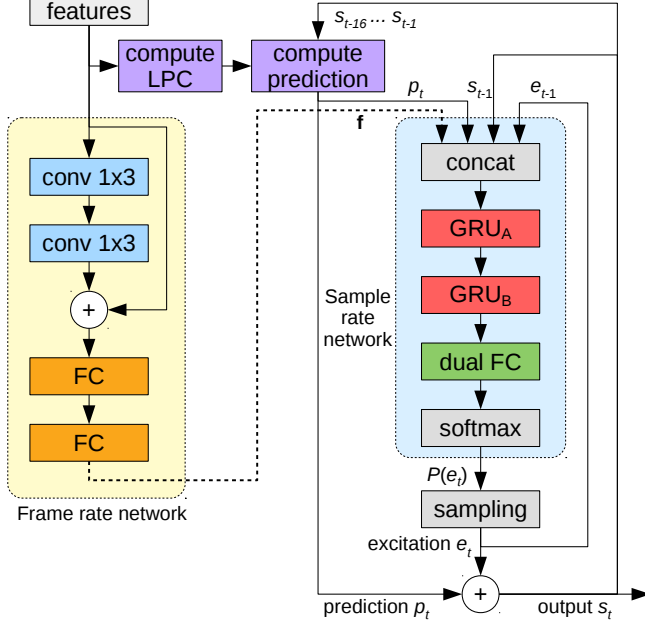 features
s_{t-16} ... s_{t-1}
compute
LPC
compute
prediction
p_t
s_{t-1}
e_{t-1}
f
conv 1x3
concat
conv 1x3
GRU_A
+
GRU_B
Sample
rate
network
FC
dual FC
FC
softmax
P(e_t)
Frame rate network
sampling
excitation e_t
+
prediction p_t
output s_t